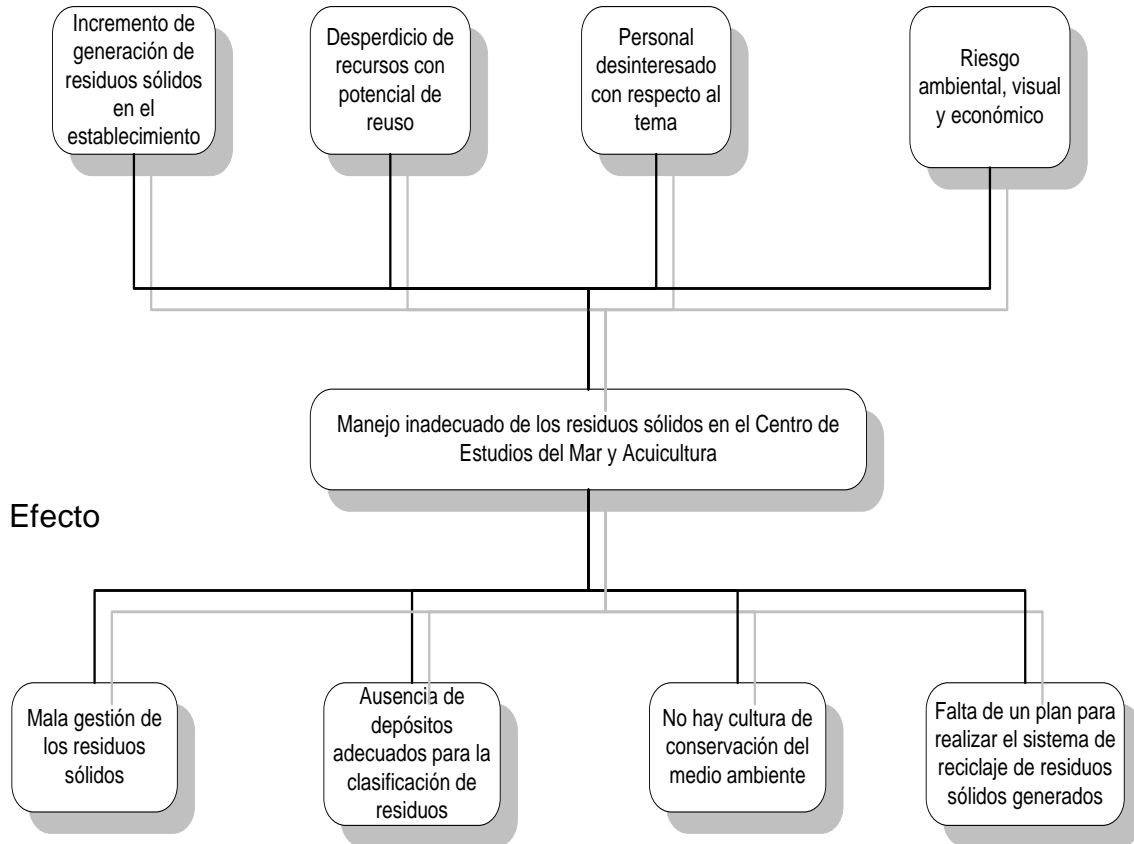 Incremento de
generación de
residuos sólidos
en el
establecimiento
Desperdicio de
recursos con
potencial de
reuso
Personal
desinteresado
con respecto al
tema
Riesgo
ambiental, visual
y económico
Manejo inadecuado de los residuos sólidos en el Centro de
Estudios del Mar y Acuicultura
Efecto
Mala gestión de
los residuos
sólidos
Ausencia de
depósitos
adecuados para la
clasificación de
residuos
No hay cultura de
conservación del
medio ambiente
Falta de un plan para
realizar el sistema de
reciclaje de residuos
sólidos generados